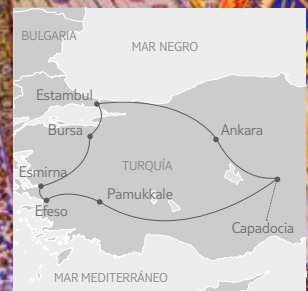 BULGARIA
MAR NEGRO
Estambul
Bursa
Ankara
Esmirna
TURQUÍA
Pamukkale
Efeso
Capadocia
MAR MEDITERRÁNEO